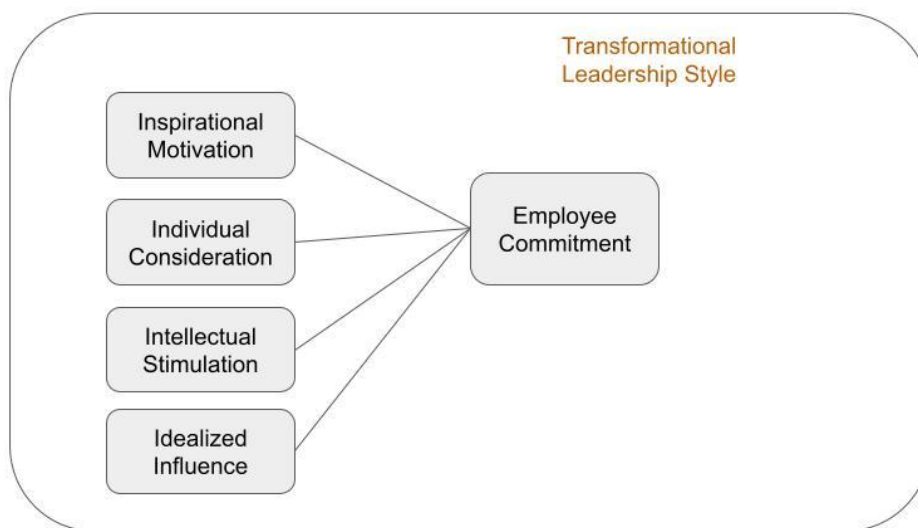 Transformational
Leadership Style
Inspirational
Motivation
Individual
Consideration
Intellectual
Stimulation
Idealized
Influence
Employee
Commitment